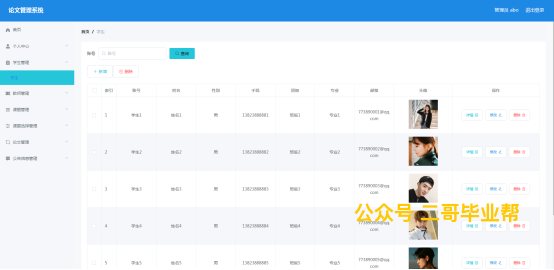 论文管理系统
管理员 abo 退出登录
首页 / 学生
首页
个人中心
学生管理
学生
教师管理
课题管理
课题选择管理
论文管理
公告信息管理
账号 账号 查询
新增 删除
索引 账号 姓名 性别 手机 班级 专业 邮箱 头像 操作
1 学生1 姓名1 男 13823888881 班级1 专业1 773890001@qq.com 详情 修改 删除
2 学生2 姓名2 男 13823888882 班级2 专业2 773890002@qq.com 详情 修改 删除
3 学生3 姓名3 男 13823888883 班级3 专业3 773890003@qq.com 详情 修改 删除
公众号 二哥毕业帮
4 学生4 姓名4 男 13823888884 班级4 专业4 773890004@qq.com 详情 修改 删除
5 学生5 姓名5 男 13823888885 班级5 专业5 773890005@qq 详情 修改 删除